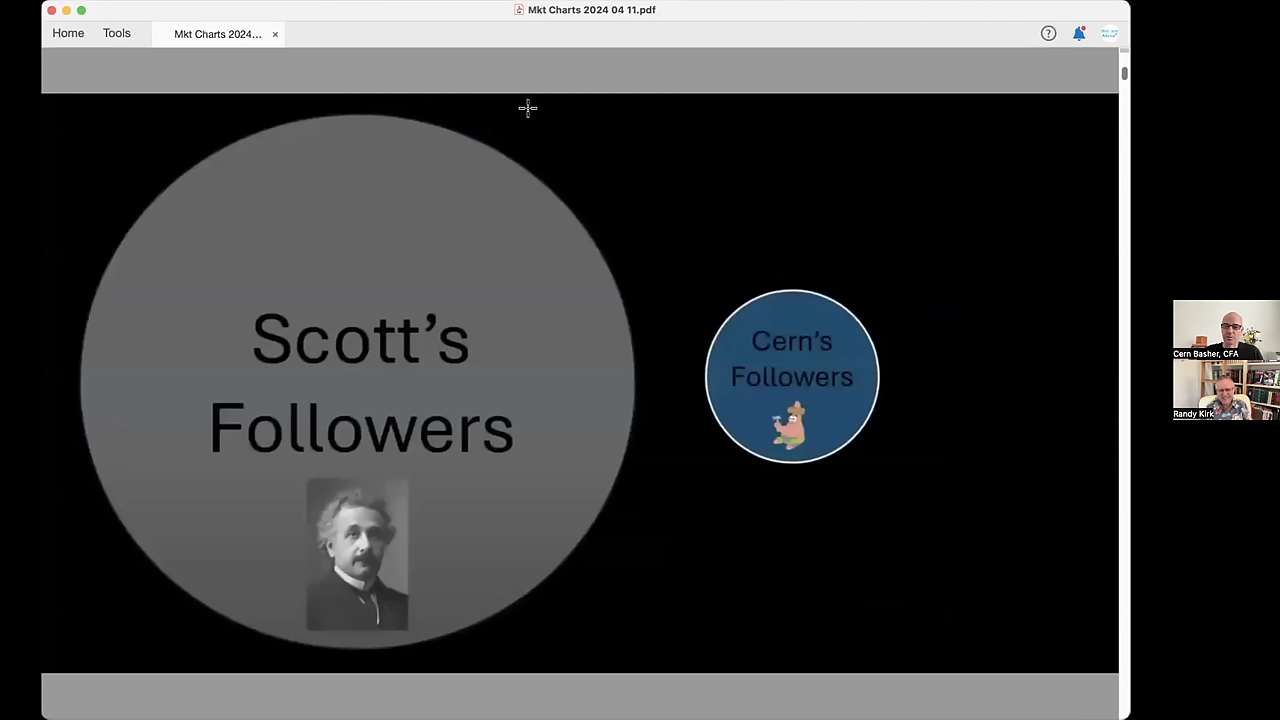 Mkt Charts 2024 04 11.pdf
Home Tools Mkt Charts 2024... ×
?
Scott's
Followers
Cern's
Followers
Cern Basher, CFA
Randy Kirk